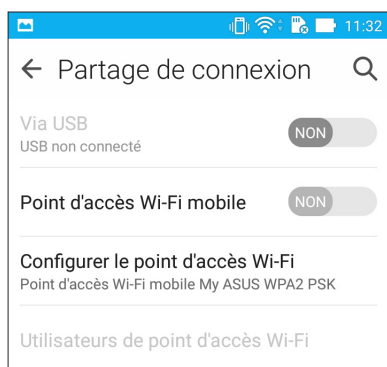 11:32
Partage de connexion
Via USB
NON
USB non connecté
Point d'accès Wi-Fi mobile
NON
Configurer le point d'accès Wi-Fi
Point d'accès Wi-Fi mobile My ASUS WPA2 PSK
Utilisateurs de point d'accès Wi-Fi